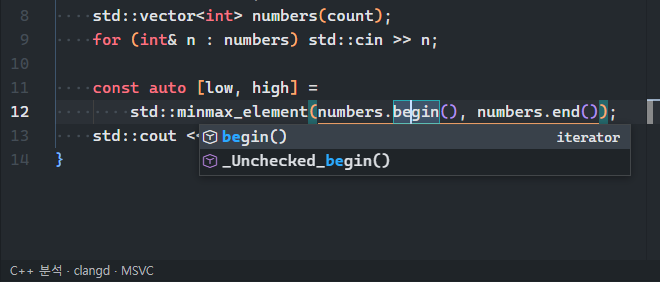 8 std::vector<int> numbers(count);
9 for (int& n : numbers) std::cin >> n;
10
11 const auto [low, high] =
12 std::minmax_element(numbers.begin(), numbers.end());
13 std::cout <<
begin() iterator
_Unchecked_begin()
14 }
C++ 분석 · clangd · MSVC